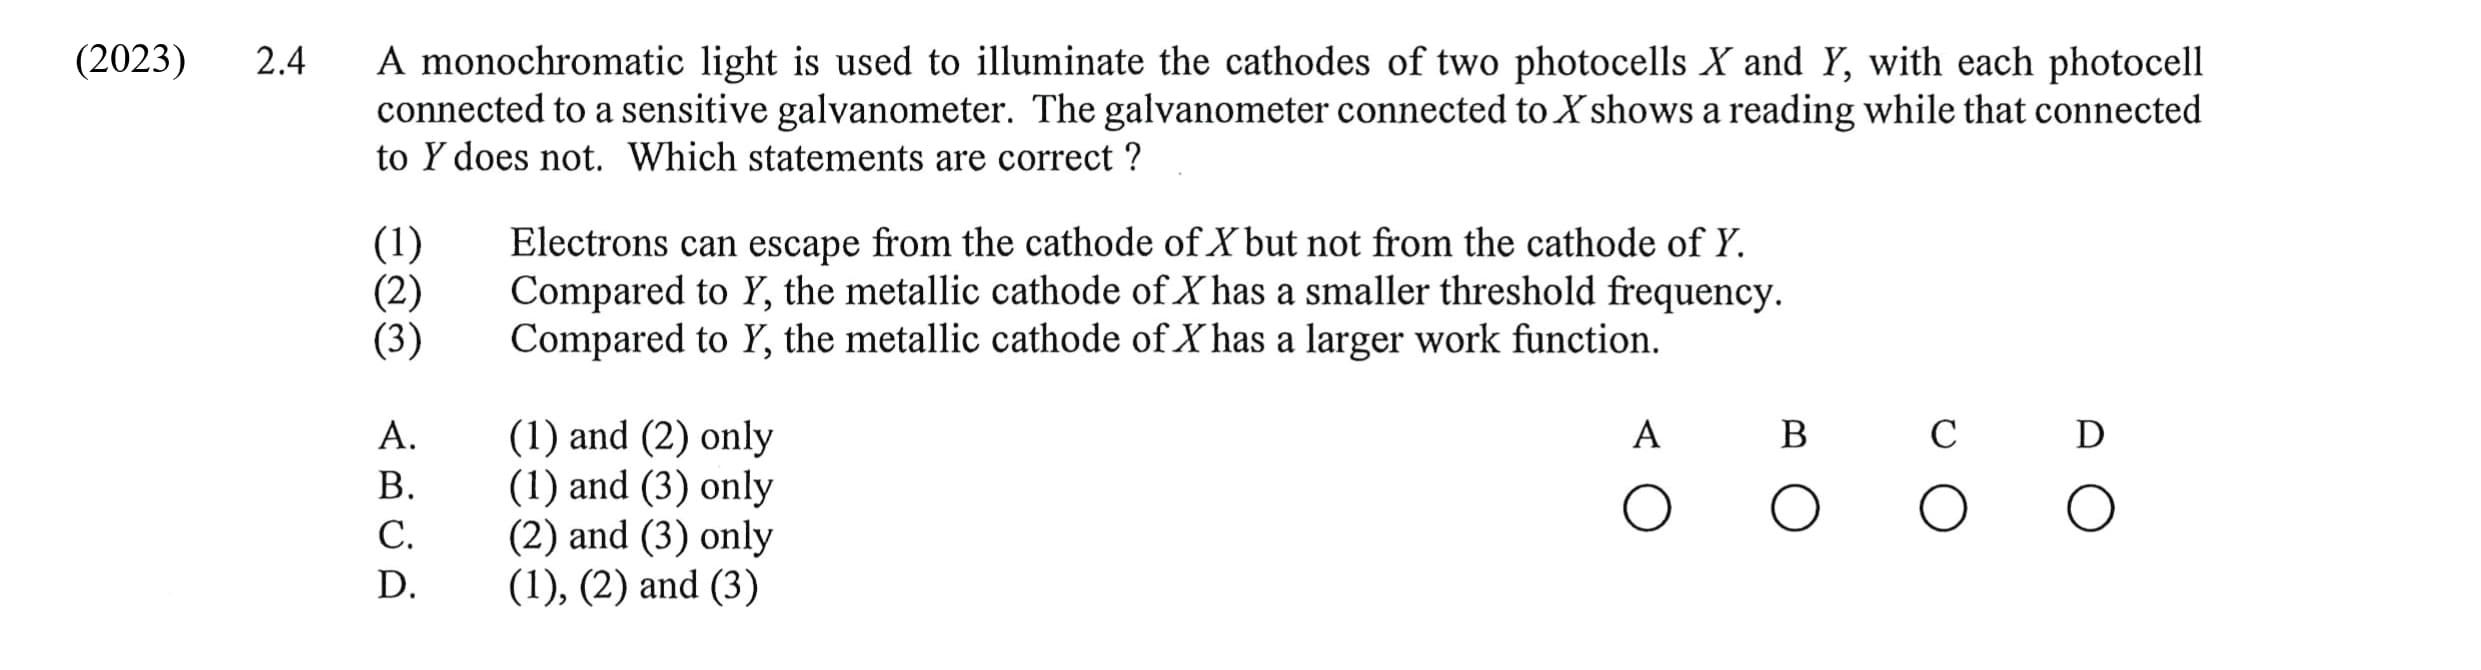 (2023) 2.4 A monochromatic light is used to illuminate the cathodes of two photocells X and Y, with each photocell
connected to a sensitive galvanometer. The galvanometer connected to X shows a reading while that connected
to Y does not. Which statements are correct ?
(1) Electrons can escape from the cathode of X but not from the cathode of Y.
(2) Compared to Y, the metallic cathode of X has a smaller threshold frequency.
(3) Compared to Y, the metallic cathode of X has a larger work function.
A. (1) and (2) only A B C D
B. (1) and (3) only
C. (2) and (3) only
D. (1), (2) and (3)